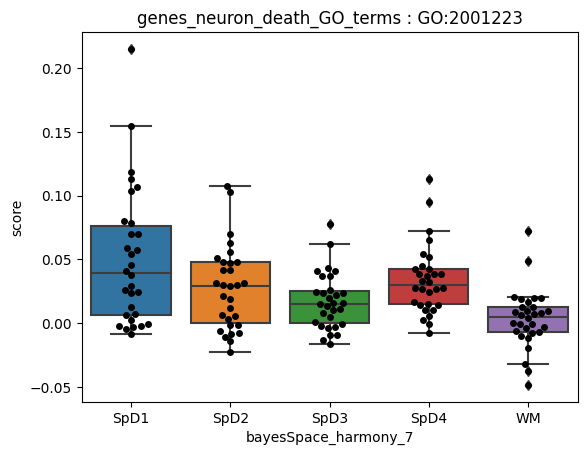 genes_neuron_death_GO_terms : GO:2001223
score
0.20
0.15
0.10
0.05
0.00
−0.05
SpD1 SpD2 SpD3 SpD4 WM
bayesSpace_harmony_7